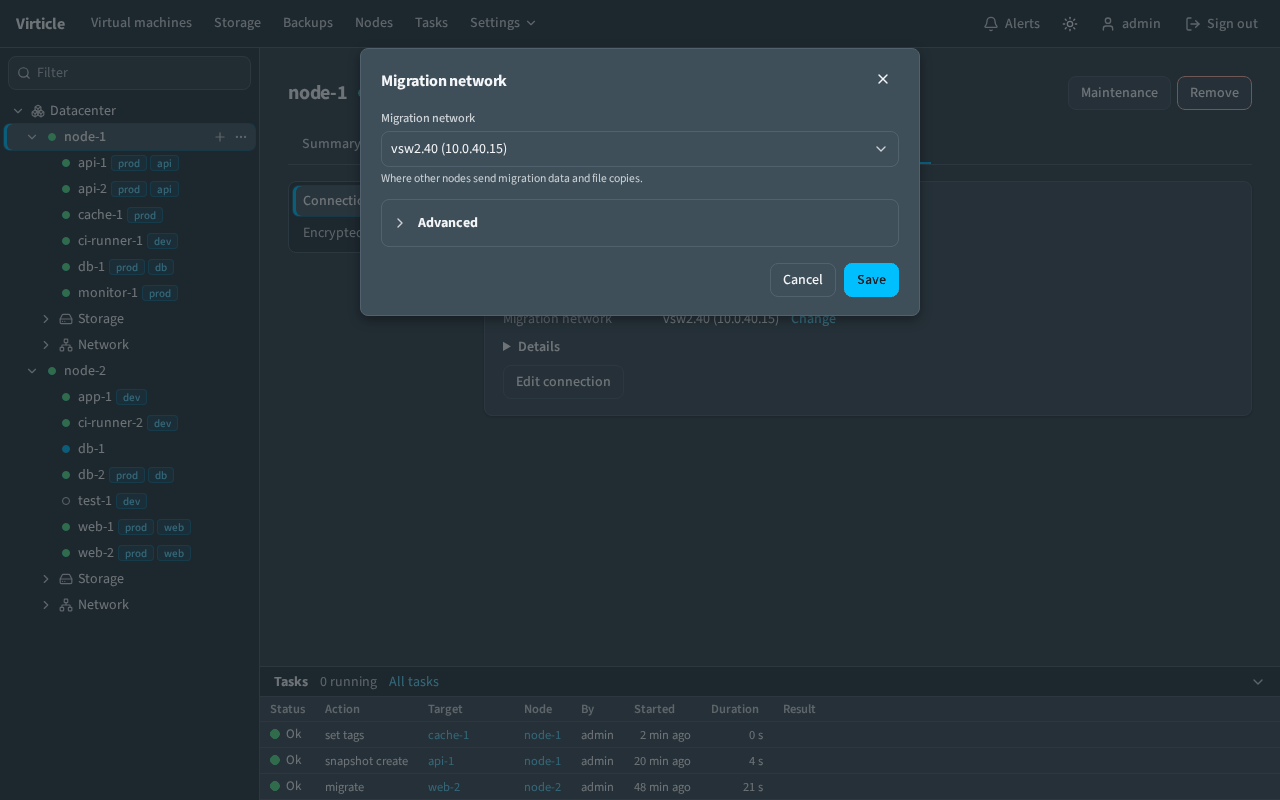 Virticle Virtual machines Storage Backups Nodes Tasks Settings Alerts admin Sign out
Filter
Datacenter
node-1
api-1 prod api
api-2 prod api
cache-1 prod
ci-runner-1 dev
db-1 prod db
monitor-1 prod
Storage
Network
node-2
app-1 dev
ci-runner-2 dev
db-1
db-2 prod db
test-1 dev
web-1 prod web
web-2 prod web
Storage
Network
node-1
Maintenance Remove
Summary
Connectio
Encrypted
Migration network
Migration network
vsw2.40 (10.0.40.15)
Where other nodes send migration data and file copies.
Advanced
Cancel Save
Migration network vsw2.40 (10.0.40.15) Change
Details
Edit connection
Tasks 0 running All tasks
Status Action Target Node By Started Duration Result
Ok set tags cache-1 node-1 admin 2 min ago 0 s
Ok snapshot create api-1 node-1 admin 20 min ago 4 s
Ok migrate web-2 node-2 admin 48 min ago 21 s